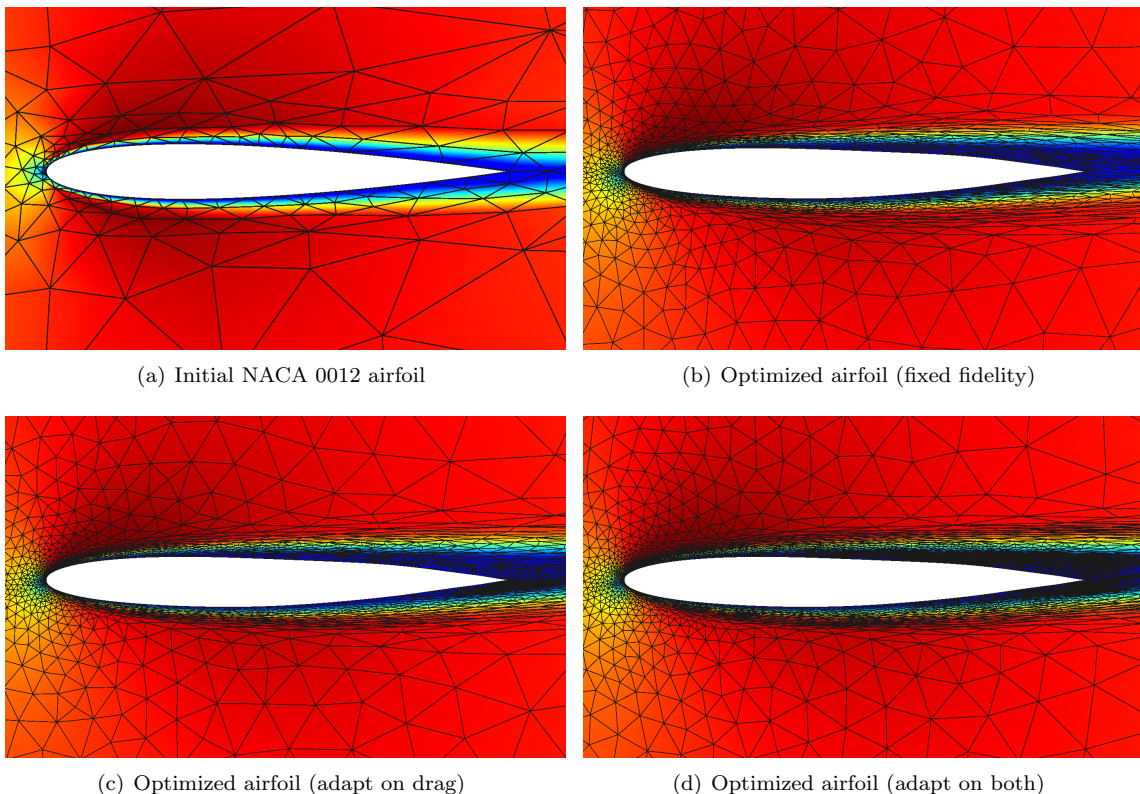 (a) Initial NACA 0012 airfoil
(b) Optimized airfoil (fixed fidelity)
(c) Optimized airfoil (adapt on drag)
(d) Optimized airfoil (adapt on both)